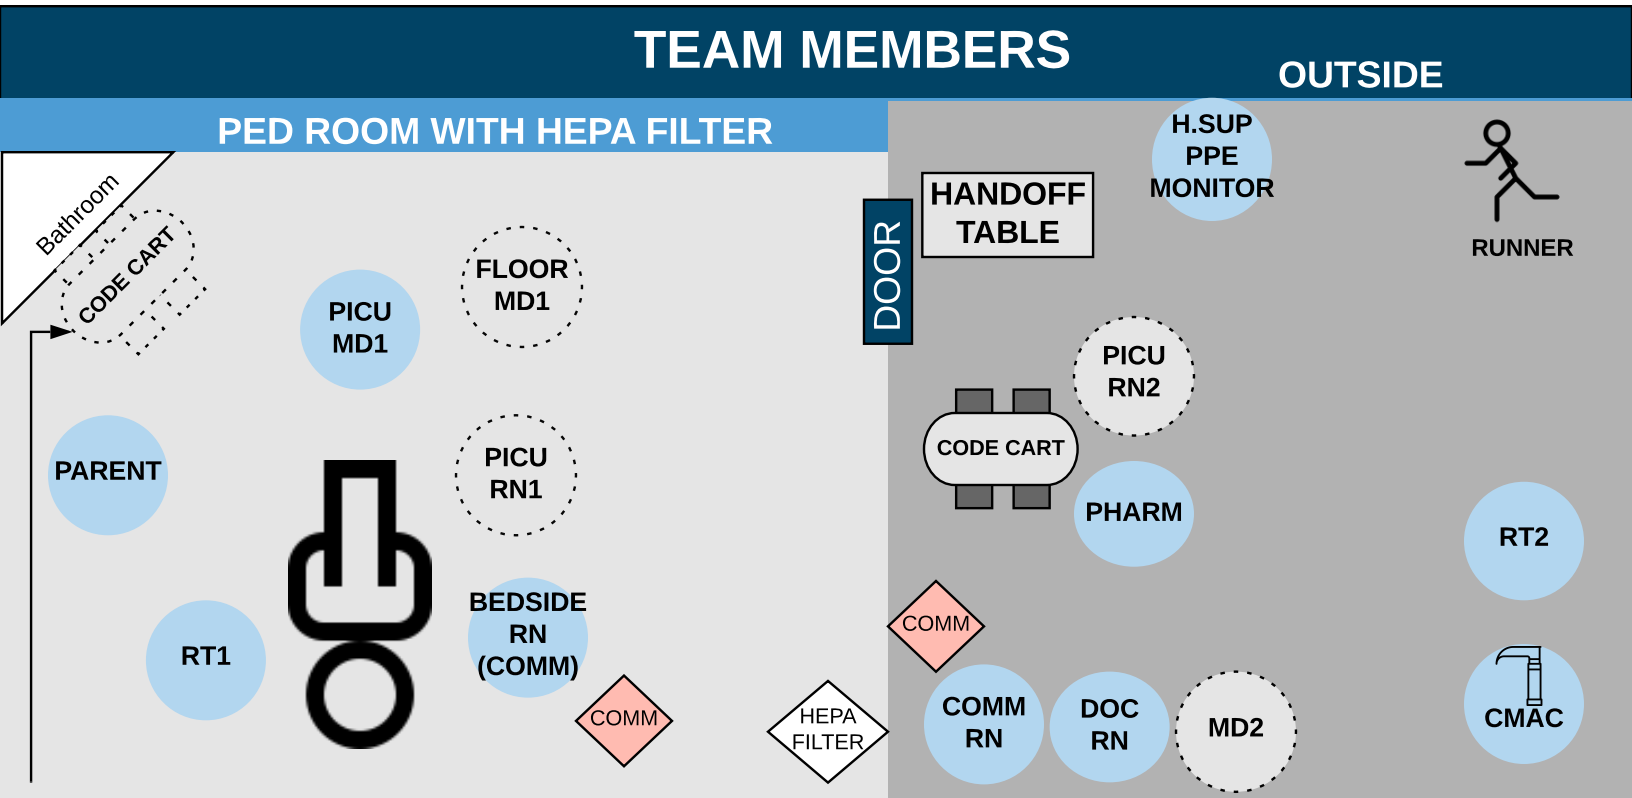 TEAM MEMBERS
OUTSIDE
PED ROOM WITH HEPA FILTER
Bathroom
CODE CART
PICU
MD1
FLOOR
MD1
PARENT
PICU
RN1
RT1
BEDSIDE
RN
(COMM)
COMM
HEPA
FILTER
DOOR
HANDOFF
TABLE
H.SUP
PPE
MONITOR
RUNNER
PICU
RN2
CODE CART
PHARM
RT2
COMM
COMM
RN
DOC
RN
MD2
CMAC